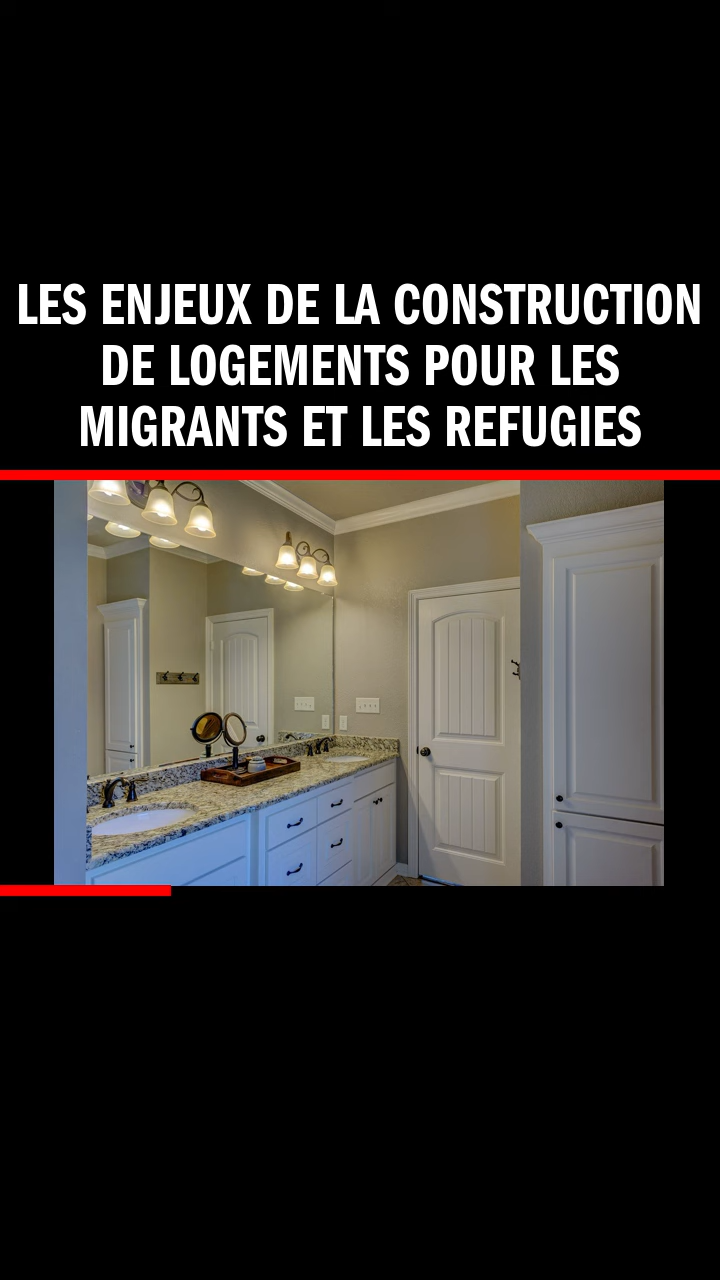 LES ENJEUX DE LA CONSTRUCTION
DE LOGEMENTS POUR LES
MIGRANTS ET LES REFUGIES